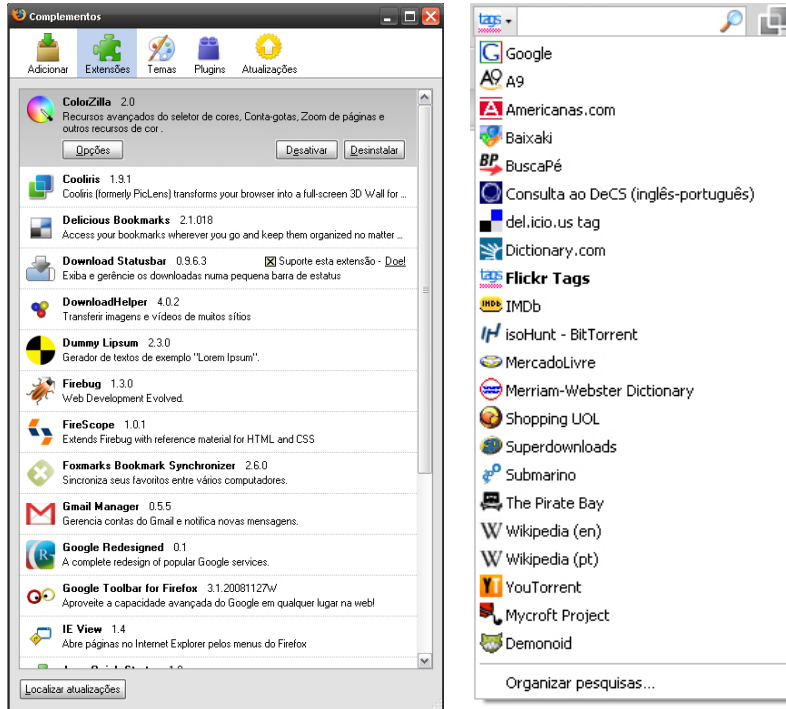 Complementos
Adicionar Extensões Temas Plugins Atualizações
ColorZilla 2.0
Recursos avançados do seletor de cores, Conta-gotas, Zoom de páginas e
outros recursos de cor .
Opções Desativar Desinstalar
Cooliris 1.9.1
Cooliris (formerly PicLens) transforms your browser into a full-screen 3D Wall for ...
Delicious Bookmarks 2.1.018
Access your bookmarks wherever you go and keep them organized no matter ...
Download Statusbar 0.9.6.3 Suporte esta extensão - Doe!
Exiba e gerêncie os downloadas numa pequena barra de estatus
DownloadHelper 4.0.2
Transferir imagens e vídeos de muitos sítios
Dummy Lipsum 2.3.0
Gerador de textos de exemplo "Lorem Ipsum".
Firebug 1.3.0
Web Development Evolved.
FireScope 1.0.1
Extends Firebug with reference material for HTML and CSS
Foxmarks Bookmark Synchronizer 2.6.0
Sincroniza seus favoritos entre vários computadores.
Gmail Manager 0.5.5
Gerencia contas do Gmail e notifica novas mensagens.
Google Redesigned 0.1
A complete redesign of popular Google services.
Google Toolbar for Firefox 3.1.20081127W
Aproveite a capacidade avançada do Google em qualquer lugar na web!
IE View 1.4
Abre páginas no Internet Explorer pelos menus do Firefox
Localizar atualizações
tags
Google
A9 A9
Americanas.com
Baixaki
BP BuscaPé
Consulta ao DeCS (inglês-português)
del.icio.us tag
Dictionary.com
tags Flickr Tags
IMDb IMDb
isoHunt - BitTorrent
MercadoLivre
Merriam-Webster Dictionary
Shopping UOL
Superdownloads
Submarino
The Pirate Bay
W Wikipedia (en)
W Wikipedia (pt)
YT YouTorrent
Mycroft Project
Demonoid
Organizar pesquisas...